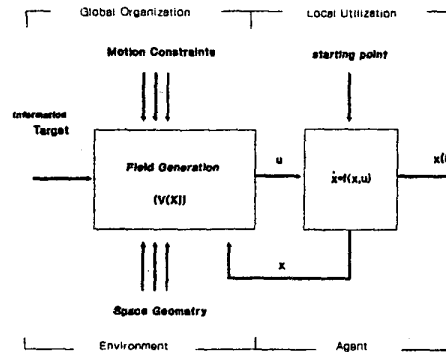 Global Organization
Local Utilization
Motion Constraints
starting point
Information
Target
Field Generation
(V(X))
u
ẋ=f(x,u)
x(
X
Space Geometry
Environment
Agent